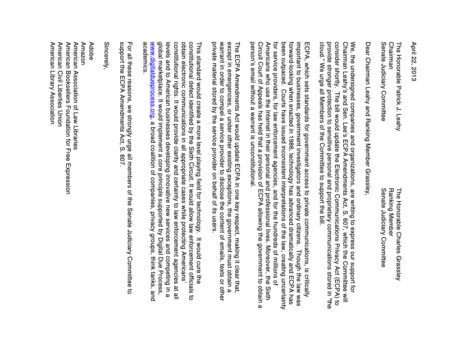 April 22, 2013
The Honorable Patrick J. Leahy The Honorable Charles Grassley
Chairman Ranking Member
Senate Judiciary Committee Senate Judiciary Committee
Dear Chairman Leahy and Ranking Member Grassley,
We, the undersigned companies and organizations, are writing to express our support for
Chairman Leahy's and Sen. Lee's ECPA Amendments Act, S. 607, which the Committee will
consider shortly. The bill would update the Electronic Communications Privacy Act (ECPA) to
provide stronger protection to sensitive personal and proprietary communications stored in "the
cloud." We urge all Members of the Committee to support the bill.
ECPA, which sets standards for government access to private communications, is critically
important to businesses, government investigators and ordinary citizens. Though the law was
forward-looking when enacted in 1986, technology has advanced dramatically and ECPA has
been outpaced. Courts have issued inconsistent interpretations of the law, creating uncertainty
for service providers, for law enforcement agencies, and for the hundreds of millions of
Americans who use the Internet in their personal and professional lives. Moreover, the Sixth
Circuit Court of Appeals has held that a provision of ECPA allowing the government to obtain a
person's email without a warrant is unconstitutional.
The ECPA Amendments Act would update ECPA in one key respect, making it clear that,
except in emergencies, or under other existing exceptions, the government must obtain a
warrant in order to compel a service provider to disclose the content of emails, texts or other
private material stored by the service provider on behalf of its users.
This standard would create a more level playing field for technology. It would cure the
constitutional defect identified by the Sixth Circuit. It would allow law enforcement officials to
obtain electronic communications in all appropriate cases while protecting Americans'
constitutional rights. It would provide clarity and certainty to law enforcement agencies at all
levels and to American businesses developing innovative new services and competing in a
global marketplace. It would implement a core principle supported by Digital Due Process,
www.digitaldueprocess.org, a broad coalition of companies, privacy groups, think tanks, and
academics.
For all these reasons, we strongly urge all members of the Senate Judiciary Committee to
support the ECPA Amendments Act, S. 607.
Sincerely,
Adobe
Amazon
American Association of Law Libraries
American Booksellers Foundation for Free Expression
American Civil Liberties Union
American Library Association